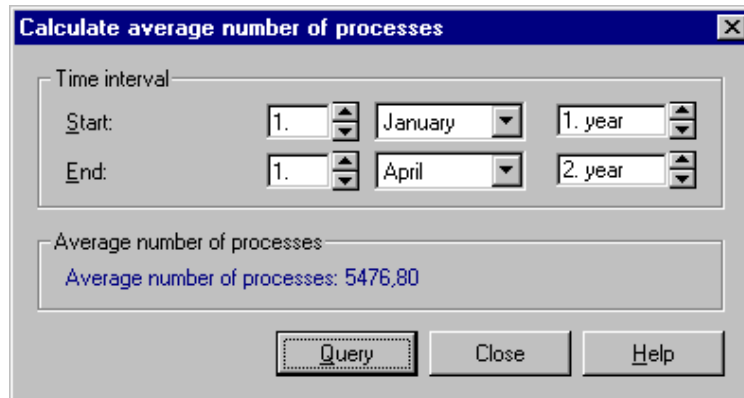 Calculate average number of processes
Time interval
Start: 1. January 1. year
End: 1. April 2. year
Average number of processes
Average number of processes: 5476,80
Query Close Help